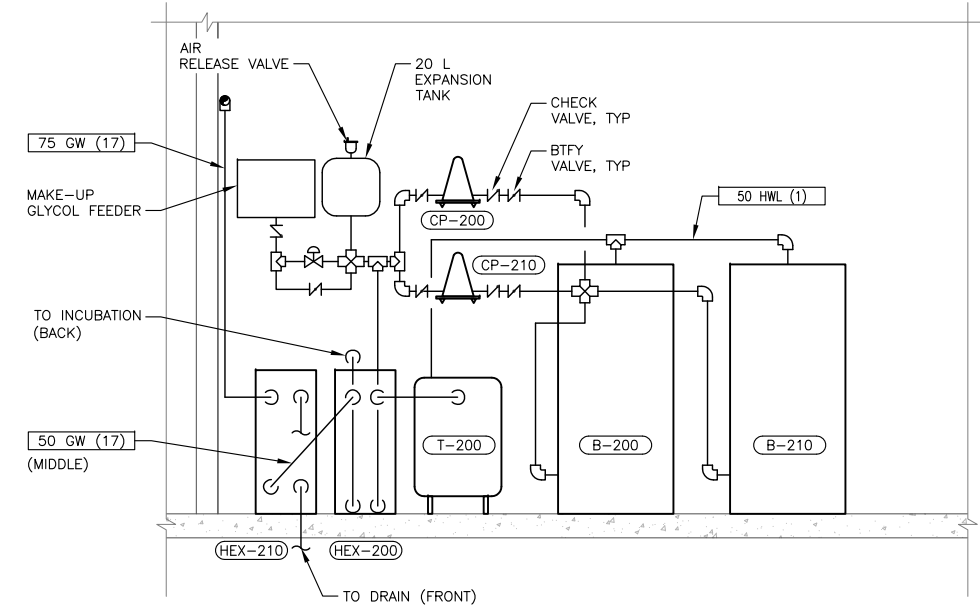 AIR
RELEASE VALVE
20 L
EXPANSION
TANK
CHECK
VALVE, TYP
75 GW (17)
BTFY
VALVE, TYP
MAKE-UP
GLYCOL FEEDER
50 HWL (1)
CP-200
CP-210
TO INCUBATION
(BACK)
50 GW (17)
(MIDDLE)
T-200
B-200
B-210
HEX-210
HEX-200
TO DRAIN (FRONT)